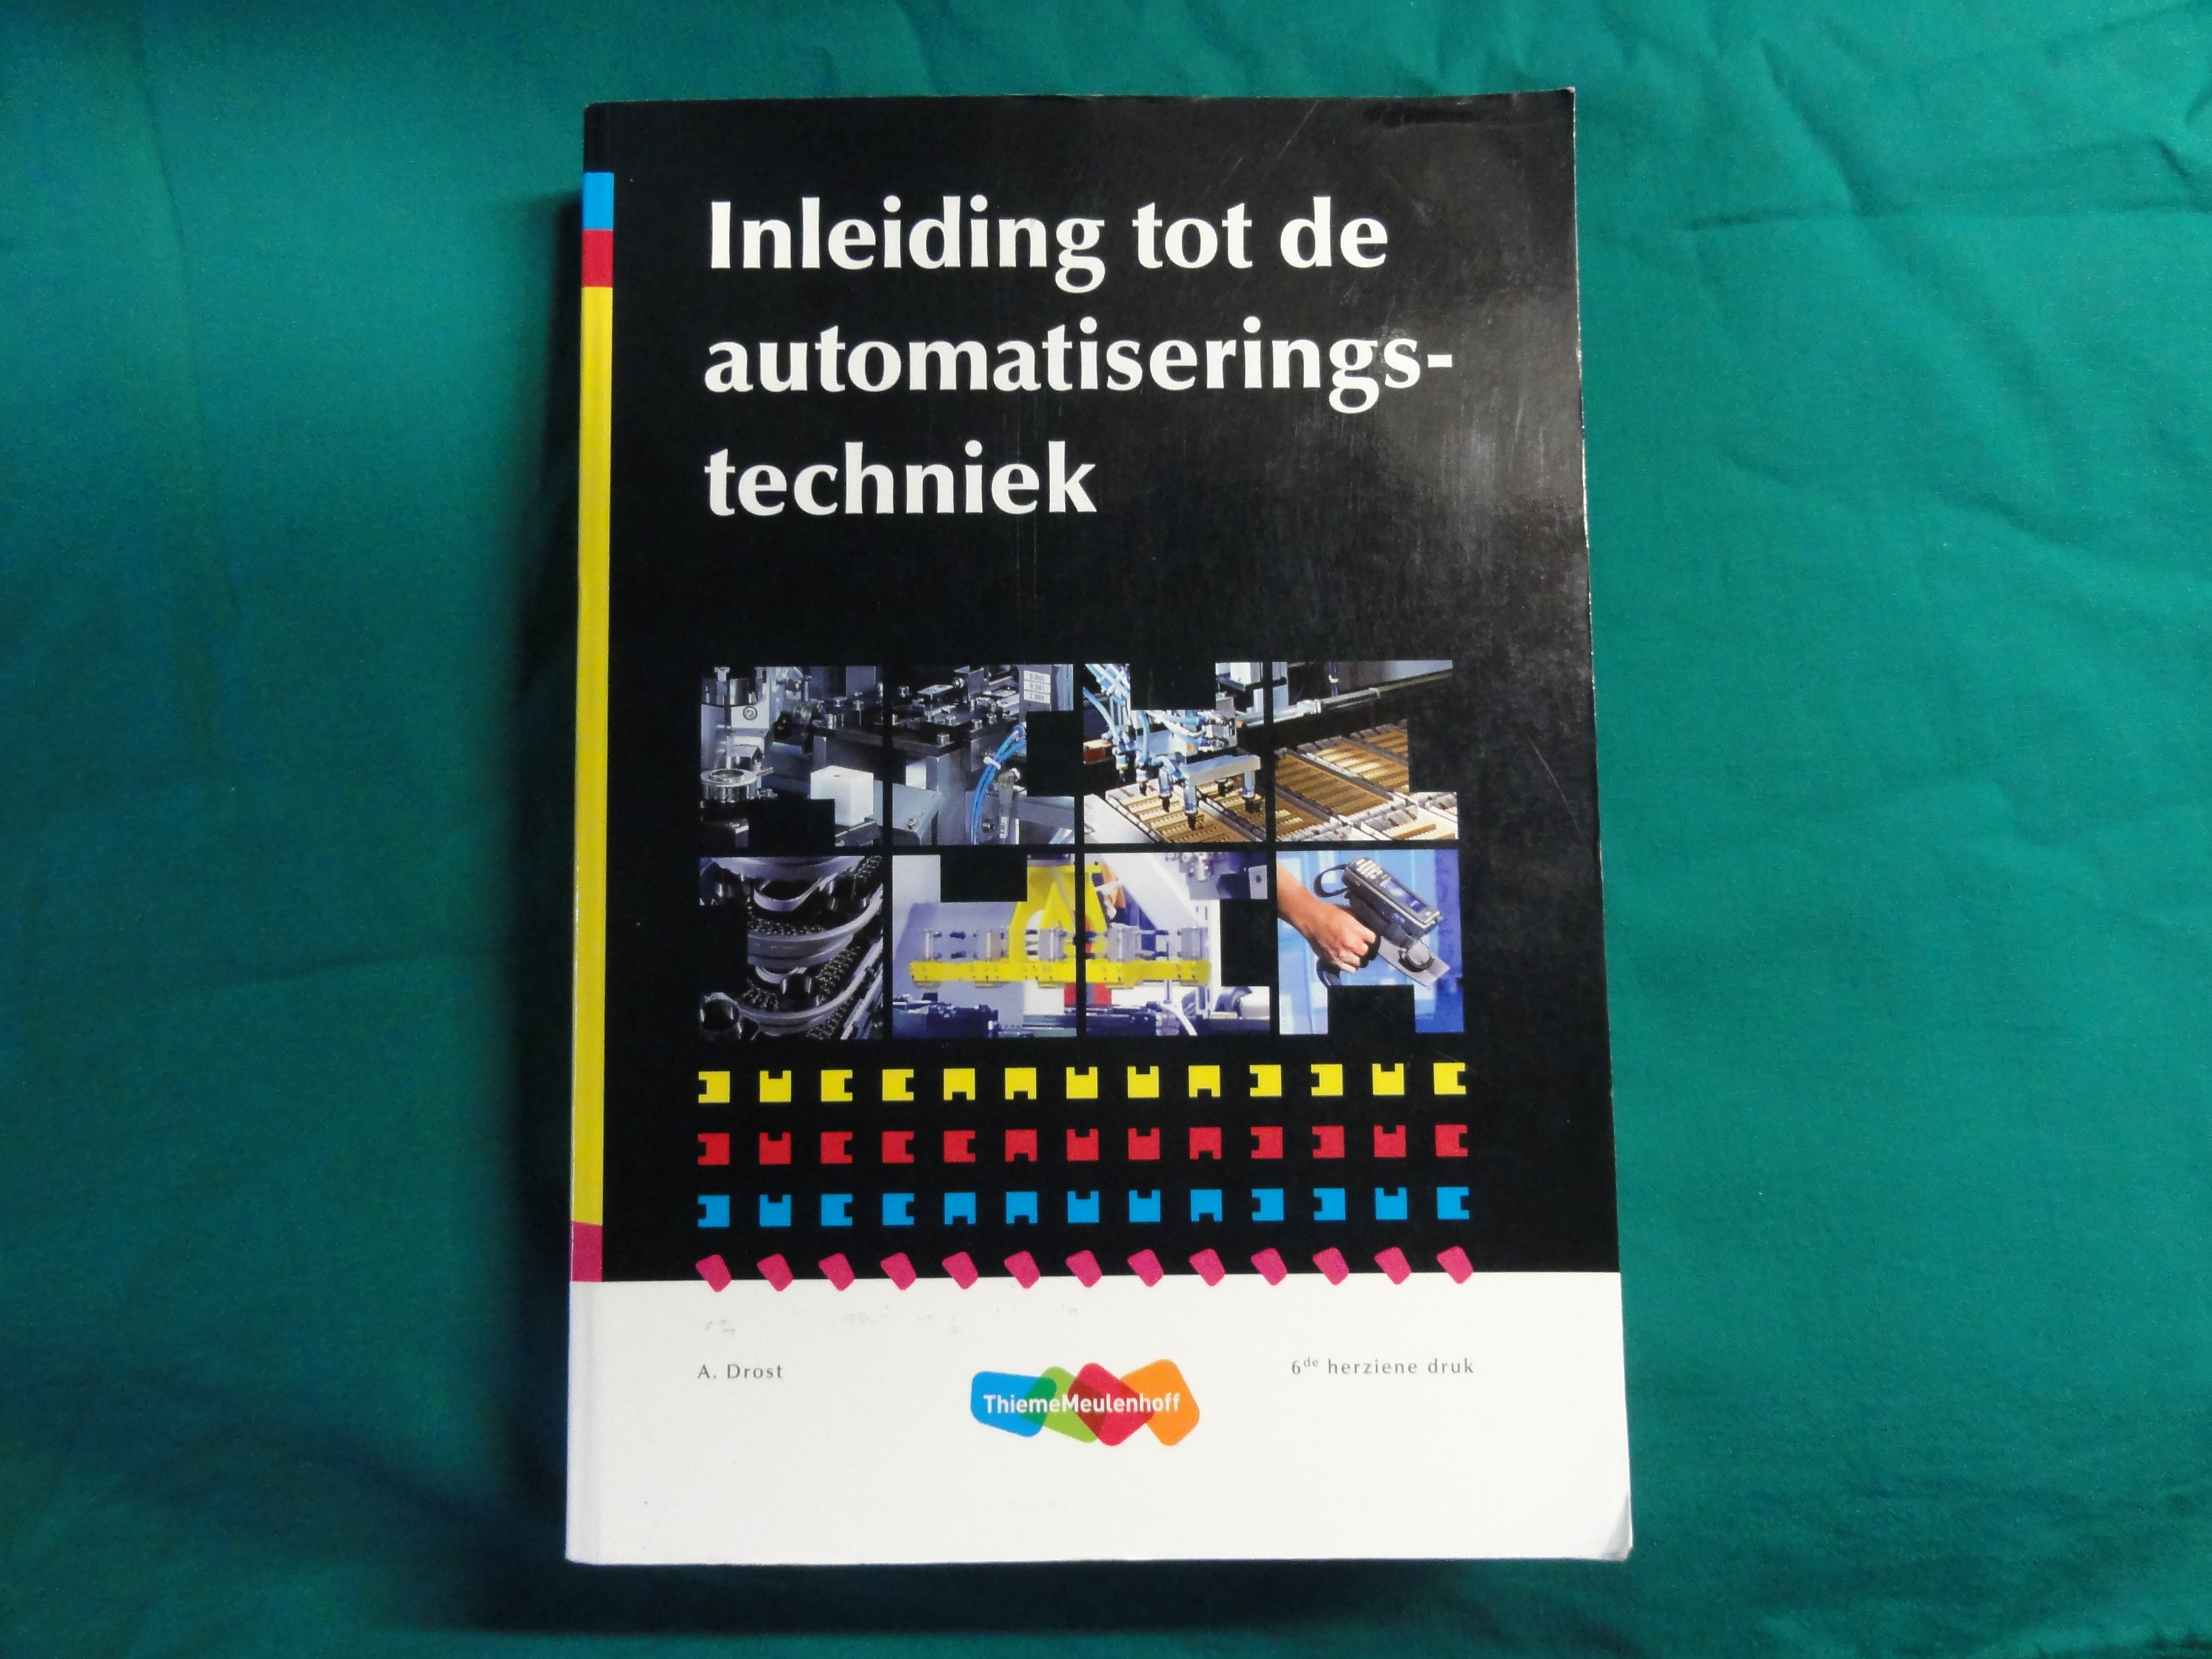 Inleiding tot de
automatiserings-
techniek
A. Drost
ThiemeMeulenhoff
6de herziene druk